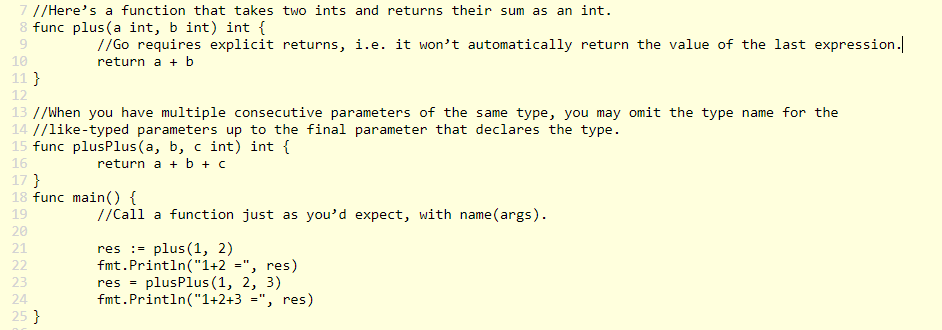 7 //Here’s a function that takes two ints and returns their sum as an int.
8 func plus(a int, b int) int {
9         //Go requires explicit returns, i.e. it won’t automatically return the value of the last expression.
10         return a + b
11 }
12
13 //When you have multiple consecutive parameters of the same type, you may omit the type name for the
14 //like-typed parameters up to the final parameter that declares the type.
15 func plusPlus(a, b, c int) int {
16         return a + b + c
17 }
18 func main() {
19         //Call a function just as you’d expect, with name(args).
20
21         res := plus(1, 2)
22         fmt.Println("1+2 =", res)
23         res = plusPlus(1, 2, 3)
24         fmt.Println("1+2+3 =", res)
25 }